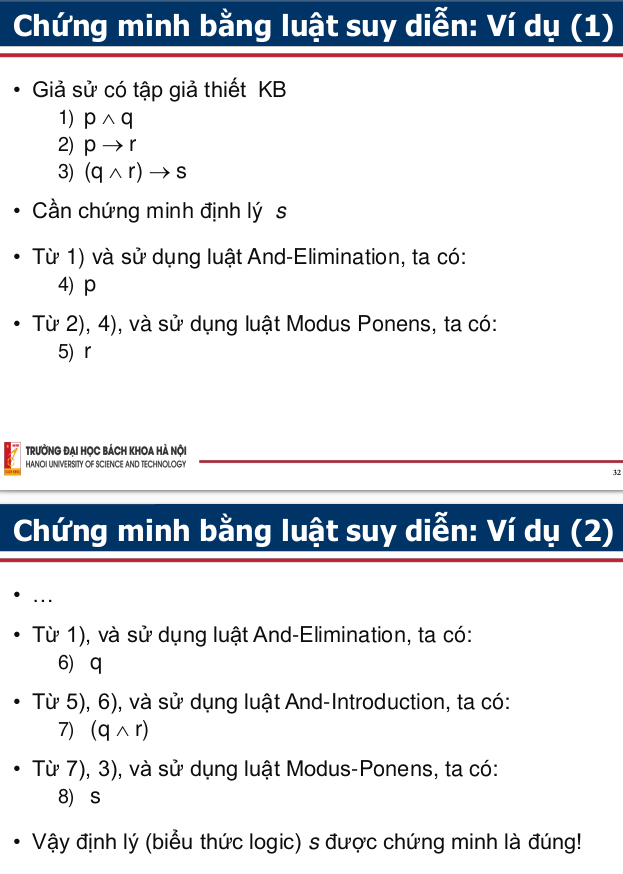 Chứng minh bằng luật suy diễn: Ví dụ (1)
• Giả sử có tập giả thiết KB
1) p ∧ q
2) p → r
3) (q ∧ r) → s
• Cần chứng minh định lý s
• Từ 1) và sử dụng luật And-Elimination, ta có:
4) p
• Từ 2), 4), và sử dụng luật Modus Ponens, ta có:
5) r
TRƯỜNG ĐẠI HỌC BÁCH KHOA HÀ NỘI
HANOI UNIVERSITY OF SCIENCE AND TECHNOLOGY
32
Chứng minh bằng luật suy diễn: Ví dụ (2)
• …
• Từ 1), và sử dụng luật And-Elimination, ta có:
6) q
• Từ 5), 6), và sử dụng luật And-Introduction, ta có:
7) (q ∧ r)
• Từ 7), 3), và sử dụng luật Modus-Ponens, ta có:
8) s
• Vậy định lý (biểu thức logic) s được chứng minh là đúng!